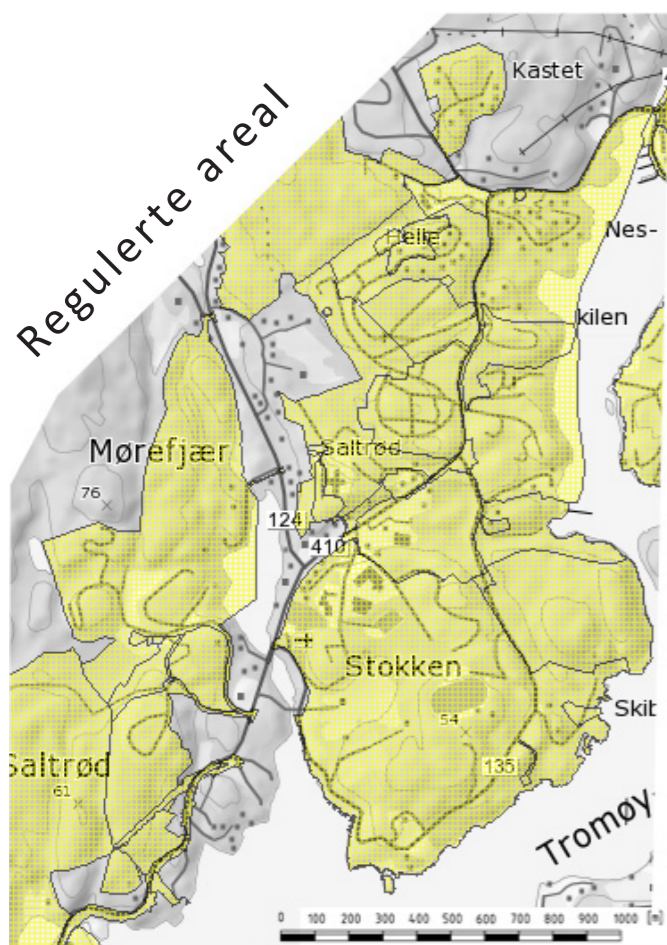 Regulerte areal
Kastet
Nes-
Helle
kilen
Mørefjær
Saltrød
76
124
410
Stokken
54
Skib
Saltrød
61
135
Tromøy
0 100 200 300 400 500 600 700 800 900 1000 [m]